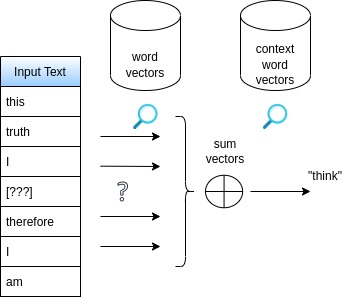 word
vectors
context
word
vectors
Input Text
this
truth
I
[???]
therefore
I
am
?
sum
vectors
"think"